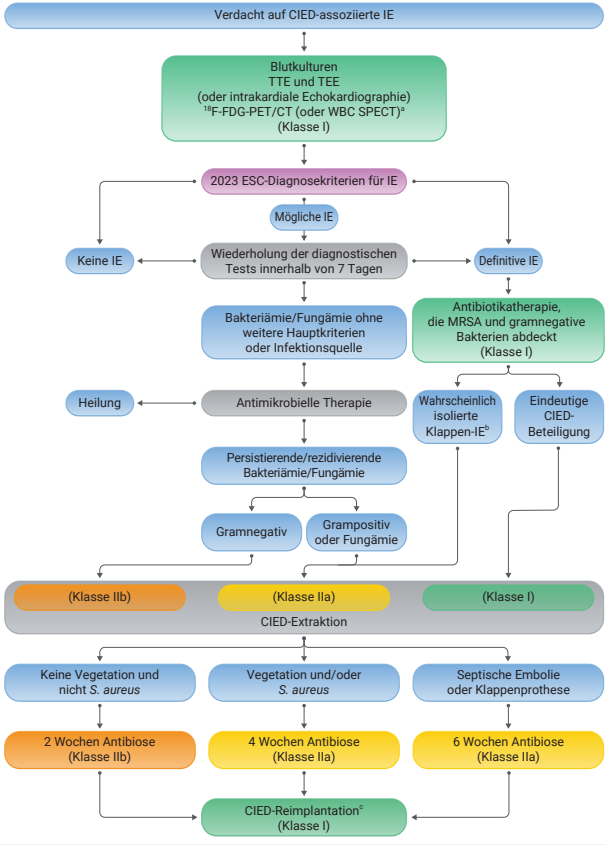 Verdacht auf CIED-assoziierte IE
Blutkulturen
TTE und TEE
(oder intrakardiale Echokardiographie)
¹⁸F-FDG-PET/CT (oder WBC SPECT)ᵃ
(Klasse I)
2023 ESC-Diagnosekriterien für IE
Mögliche IE
Keine IE
Wiederholung der diagnostischen
Tests innerhalb von 7 Tagen
Definitive IE
Bakteriämie/Fungämie ohne
weitere Hauptkriterien
oder Infektionsquelle
Antibiotikatherapie,
die MRSA und gramnegative
Bakterien abdeckt
(Klasse I)
Heilung
Antimikrobielle Therapie
Wahrscheinlich
isolierte
Klappen-IEᵇ
Eindeutige
CIED-
Beteiligung
Persistierende/rezidivierende
Bakteriämie/Fungämie
Gramnegativ
Grampositiv
oder Fungämie
(Klasse IIb)
(Klasse IIa)
(Klasse I)
CIED-Extraktion
Keine Vegetation und
nicht S. aureus
Vegetation und/oder
S. aureus
Septische Embolie
oder Klappenprothese
2 Wochen Antibiose
(Klasse IIb)
4 Wochen Antibiose
(Klasse IIa)
6 Wochen Antibiose
(Klasse IIa)
CIED-Reimplantationᶜ
(Klasse I)